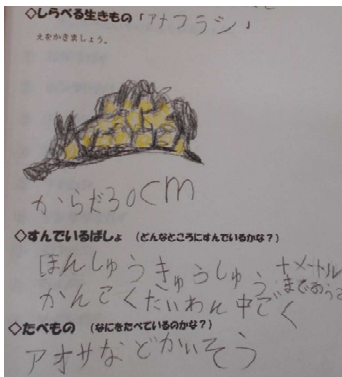 ◇しらべる生きもの「アメフラシ」
えをかきましょう。
からだ30cm
◇すんでいるばしょ (どんなところにすんでいるかな?)
ほんしゅうきゅうしゅう十メートル
かんこくたいわん中ごく
◇たべもの (なにをたべているのかな?)
アオサなどかいそう